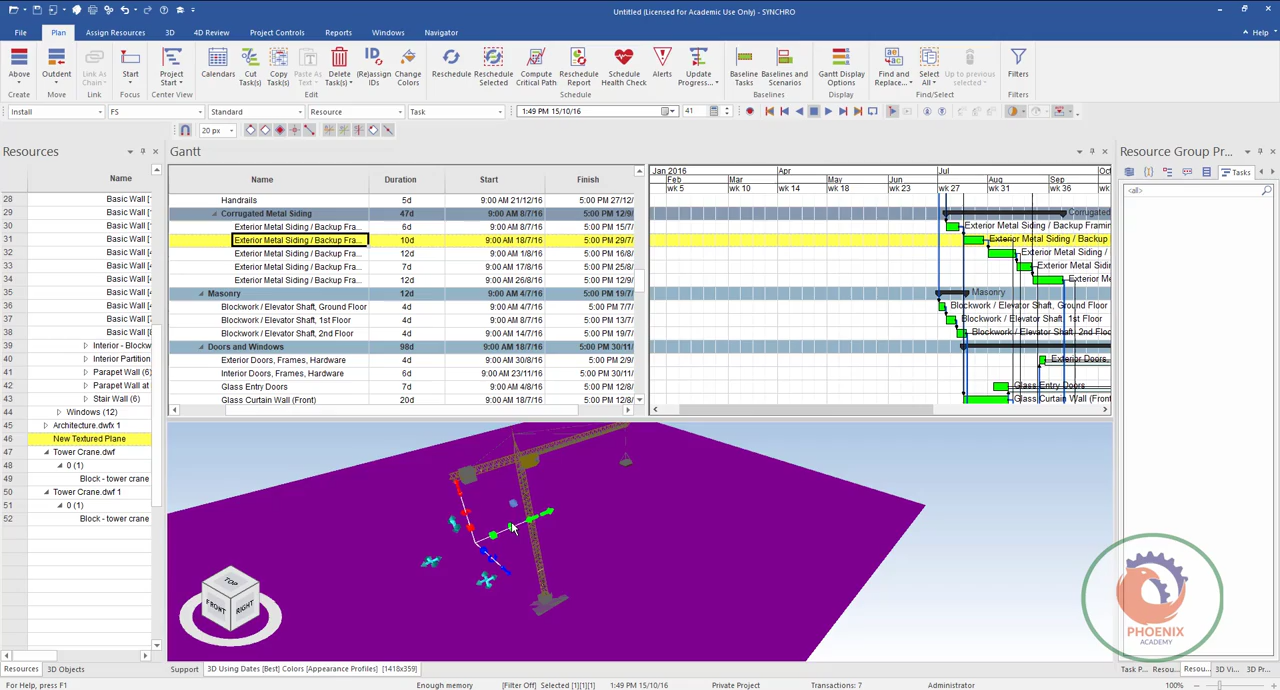 Untitled (Licensed for Academic Use Only) - SYNCHRO
File Plan Assign Resources 3D 4D Review Project Controls Reports Windows Navigator Help
Above Outdent Link As Chain Start Project Start Calendars Cut Task(s) Copy Task(s) Paste As Task Delete Task(s) (Re)assign IDs Change Colors Reschedule Reschedule Selected Compute Critical Path Reschedule Report Schedule Health Check Alerts Update Progress... Baseline Tasks Baselines and Scenarios Gantt Display Options Find and Replace... Select All Up to previous selected Filters
Create Move Link Focus Center View Edit Schedule Baselines Display Find/Select Filters
Install FS Standard Resource Task 1:49 PM 15/10/16 41
20 px
Resources
Name
28 Basic Wall [
29 Basic Wall [
30 Basic Wall [
31 Basic Wall [
32 Basic Wall [4
33 Basic Wall [
34 Basic Wall [
35 Basic Wall [
36 Basic Wall [
37 Basic Wall [
38 Basic Wall [
39 Interior - Blockw
40 Interior Partition
41 Parapet Wall (6)
42 Parapet Wall at
43 Stair Wall (6)
44 Windows (12)
45 Architecture.dwfx 1
46 New Textured Plane
47 Tower Crane.dwf
48 0 (1)
49 Block - tower crane
50 Tower Crane.dwf 1
51 0 (1)
52 Block - tower crane
Resources 3D Objects
Gantt
Name Duration Start Finish
Handrails 5d 9:00 AM 21/12/16 5:00 PM 27/12/
Corrugated Metal Siding 47d 9:00 AM 8/7/16 5:00 PM 12/9/
Exterior Metal Siding / Backup Fra... 6d 9:00 AM 8/7/16 5:00 PM 15/7/
Exterior Metal Siding / Backup Fra... 10d 9:00 AM 18/7/16 5:00 PM 29/7/
Exterior Metal Siding / Backup Fra... 12d 9:00 AM 1/8/16 5:00 PM 16/8/
Exterior Metal Siding / Backup Fra... 7d 9:00 AM 17/8/16 5:00 PM 25/8/
Exterior Metal Siding / Backup Fra... 12d 9:00 AM 26/8/16 5:00 PM 12/9/
Masonry 12d 9:00 AM 4/7/16 5:00 PM 19/7/
Blockwork / Elevator Shaft, Ground Floor 4d 9:00 AM 4/7/16 5:00 PM 7/7/
Blockwork / Elevator Shaft, 1st Floor 4d 9:00 AM 8/7/16 5:00 PM 13/7/
Blockwork / Elevator Shaft, 2nd Floor 4d 9:00 AM 14/7/16 5:00 PM 19/7/
Doors and Windows 98d 9:00 AM 18/7/16 5:00 PM 30/11/
Exterior Doors, Frames, Hardware 4d 9:00 AM 30/8/16 5:00 PM 2/9/
Interior Doors, Frames, Hardware 6d 9:00 AM 23/11/16 5:00 PM 30/11/
Glass Entry Doors 7d 9:00 AM 4/8/16 5:00 PM 12/8/
Glass Curtain Wall (Front) 20d 9:00 AM 18/7/16 5:00 PM 12/8/
Jan 2016 Apr Jul Oct
Feb Mar Apr May Jun Jul Aug Sep Oc
wk 5 wk 10 wk 14 wk 18 wk 23 wk 27 wk 31 wk 36 wk 4
Corrugated
Exterior Metal Siding / Backup Fra
Exterior Metal Siding / Backup
Exterior Metal Siding /
Exterior Metal Sidi
Exterior Me
Masonry
Blockwork / Elevator Shaft, Ground Floor
Blockwork / Elevator Shaft, 1st Floor
Blockwork / Elevator Shaft, 2nd Floor
Exterior Doors,
Glass Entry Doors
Glass Curtain Wall (Front)
TOP
FRONT RIGHT
Support 3D Using Dates [Best] Colors [Appearance Profiles] [1418x359]
Resource Group Pr...
Tasks
<all>
PHOENIX
ACADEMY
Task P... Resou... Resou... 3D Vi... 3D Pr...
For Help, press F1 Enough memory [Filter Off] Selected [1][1][1] 1:49 PM 15/10/16 Private Project Transactions: 7 Administrator 100%